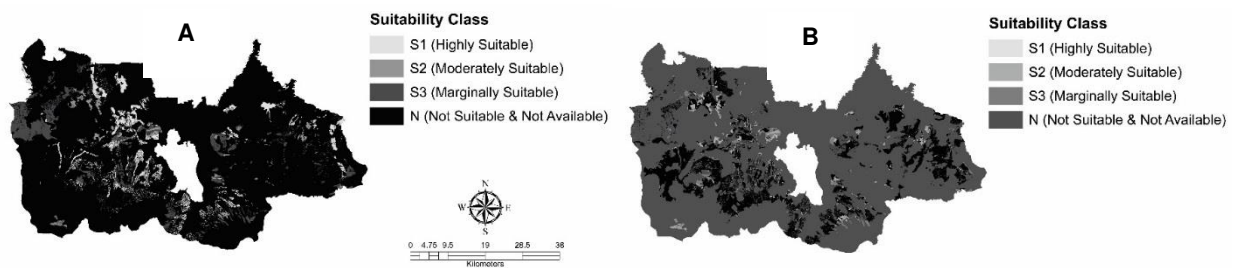 A
Suitability Class
S1 (Highly Suitable)
S2 (Moderately Suitable)
S3 (Marginally Suitable)
N (Not Suitable & Not Available)
N
W E
S
0 4.75 9.5 19 28.5 38
Kilometers
B
Suitability Class
S1 (Highly Suitable)
S2 (Moderately Suitable)
S3 (Marginally Suitable)
N (Not Suitable & Not Available)